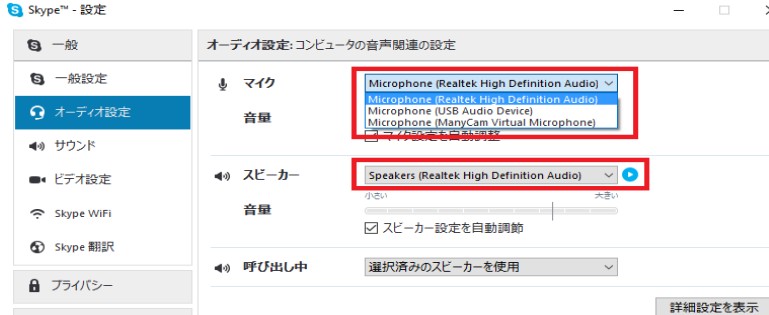 Skype™ - 設定
一般
オーディオ設定: コンピュータの音声関連の設定
一般設定
オーディオ設定
サウンド
ビデオ設定
Skype WiFi
Skype 翻訳
プライバシー
マイク
Microphone (Realtek High Definition Audio)
Microphone (Realtek High Definition Audio)
Microphone (USB Audio Device)
Microphone (ManyCam Virtual Microphone)
音量
マイク設定を自動調整
スピーカー
Speakers (Realtek High Definition Audio)
音量
小さい 大きい
スピーカー設定を自動調節
呼び出し中
選択済みのスピーカーを使用
詳細設定を表示